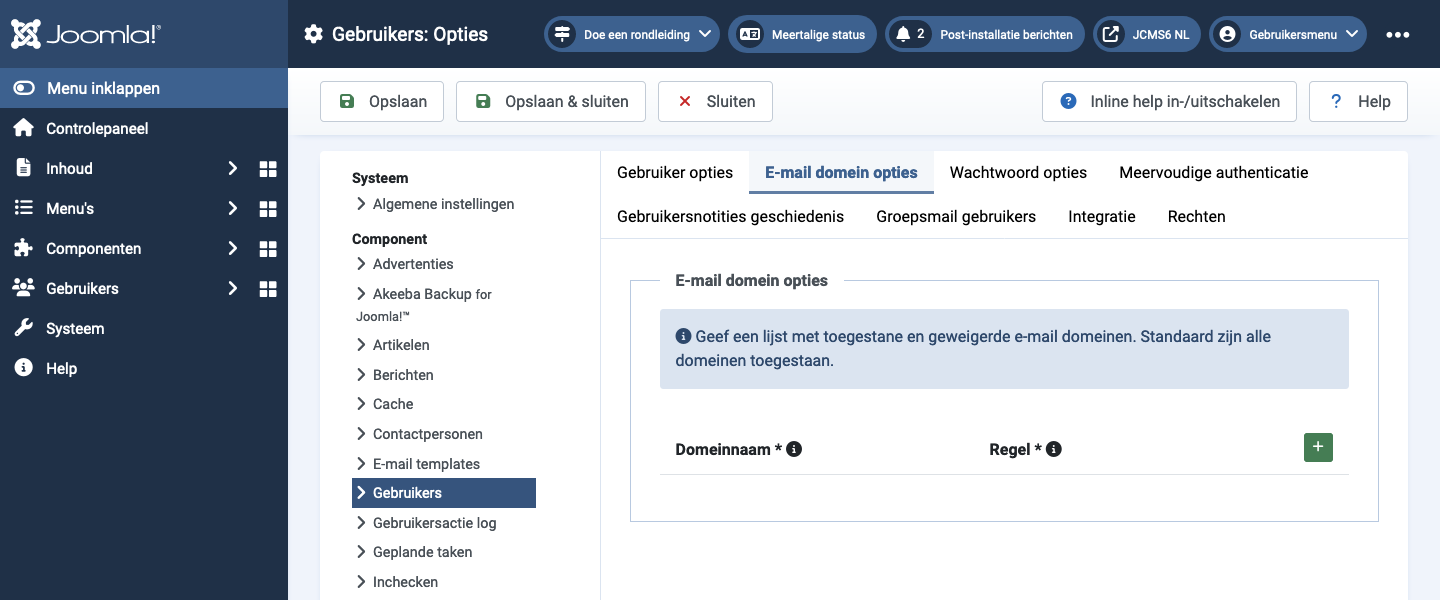 Joomla!®
Gebruikers: Opties
Doe een rondleiding
Meertalige status
2 Post-installatie berichten
JCMS6 NL
Gebruikersmenu
Menu inklappen
Controlepaneel
Inhoud
Menu's
Componenten
Gebruikers
Systeem
Help
Opslaan
Opslaan & sluiten
Sluiten
Inline help in-/uitschakelen
? Help
Systeem
Algemene instellingen
Component
Advertenties
Akeeba Backup for
Joomla!™
Artikelen
Berichten
Cache
Contactpersonen
E-mail templates
Gebruikers
Gebruikersactie log
Geplande taken
Inchecken
Gebruiker opties
E-mail domein opties
Wachtwoord opties
Meervoudige authenticatie
Gebruikersnotities geschiedenis
Groepsmail gebruikers
Integratie
Rechten
E-mail domein opties
Geef een lijst met toegestane en geweigerde e-mail domeinen. Standaard zijn alle
domeinen toegestaan.
Domeinnaam *
Regel *
+